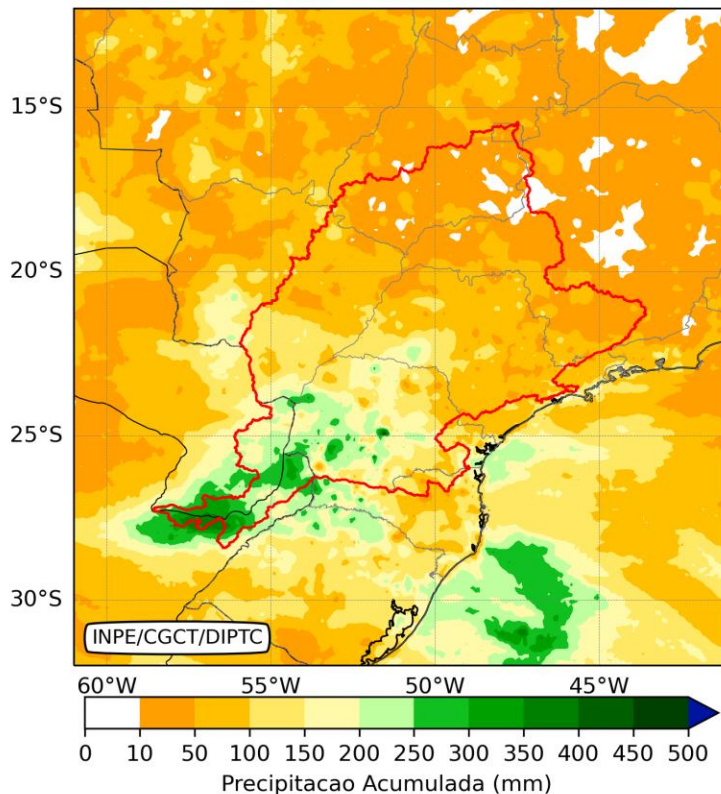 15°S
20°S
25°S
30°S
INPE/CGCT/DIPTC
60°W 55°W 50°W 45°W
0 10 50 100 150 200 250 300 350 400 450 500
Precipitacao Acumulada (mm)